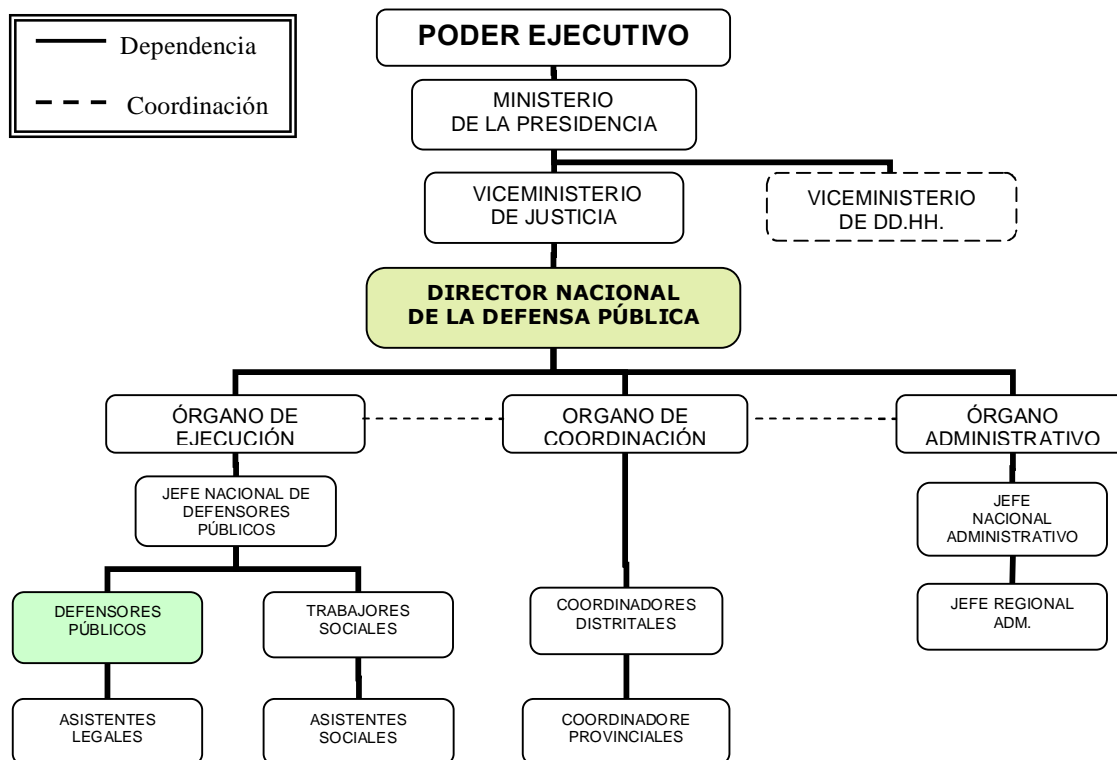 Dependencia
Coordinación
PODER EJECUTIVO
MINISTERIO
DE LA PRESIDENCIA
VICEMINISTERIO
DE JUSTICIA
VICEMINISTERIO
DE DD.HH.
DIRECTOR NACIONAL
DE LA DEFENSA PÚBLICA
ÓRGANO DE
EJECUCIÓN
ORGANO DE
COORDINACIÓN
ÓRGANO
ADMINISTRATIVO
JEFE NACIONAL DE
DEFENSORES
PÚBLICOS
JEFE
NACIONAL
ADMINISTRATIVO
DEFENSORES
PÚBLICOS
TRABAJORES
SOCIALES
COORDINADORES
DISTRITALES
JEFE REGIONAL
ADM.
ASISTENTES
LEGALES
ASISTENTES
SOCIALES
COORDINADORE
PROVINCIALES